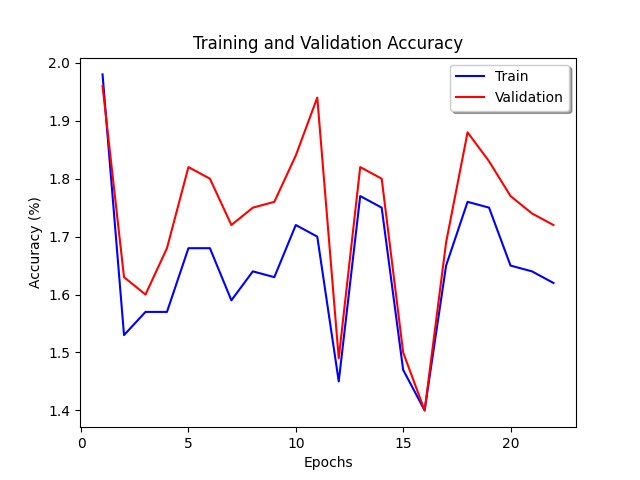 Training and Validation Accuracy
Train
Validation
Accuracy (%)
2.0
1.9
1.8
1.7
1.6
1.5
1.4
0
5
10
15
20
Epochs